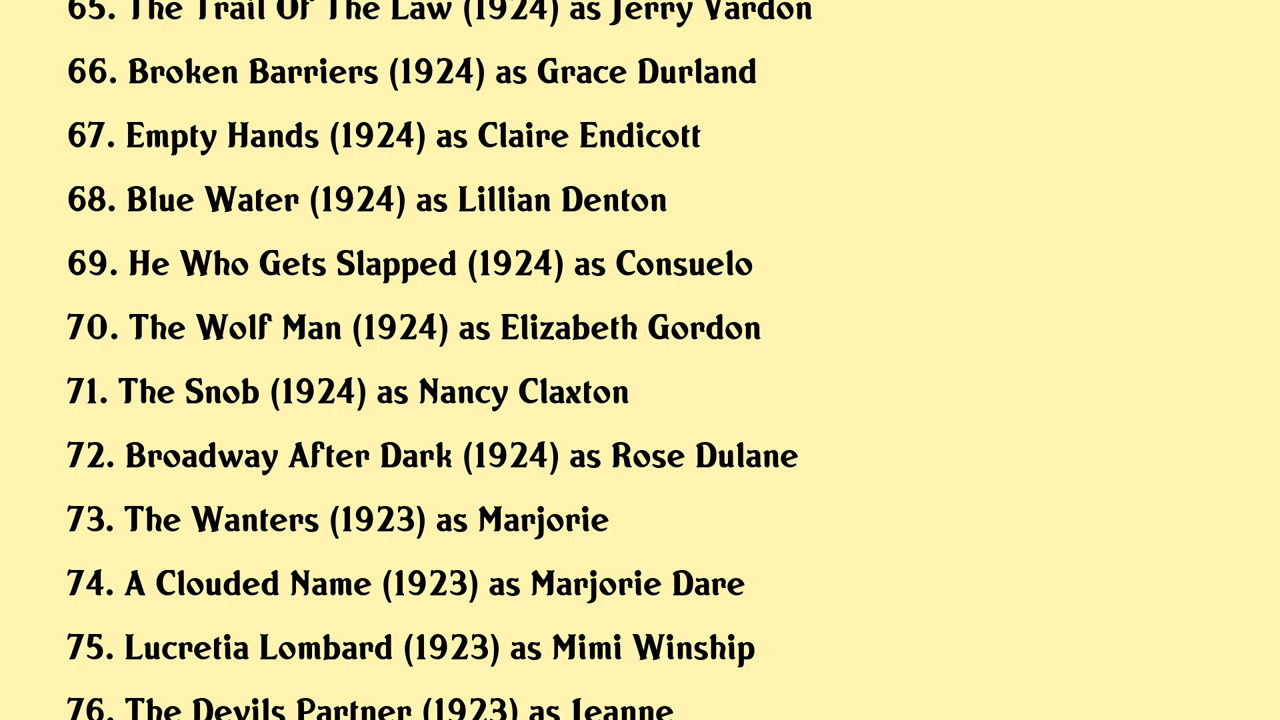 65. The Trail Of The Law (1924) as Jerry Vardon
66. Broken Barriers (1924) as Grace Durland
67. Empty Hands (1924) as Claire Endicott
68. Blue Water (1924) as Lillian Denton
69. He Who Gets Slapped (1924) as Consuelo
70. The Wolf Man (1924) as Elizabeth Gordon
71. The Snob (1924) as Nancy Claxton
72. Broadway After Dark (1924) as Rose Dulane
73. The Wanters (1923) as Marjorie
74. A Clouded Name (1923) as Marjorie Dare
75. Lucretia Lombard (1923) as Mimi Winship
76. The Devils Partner (1923) as Jeanne